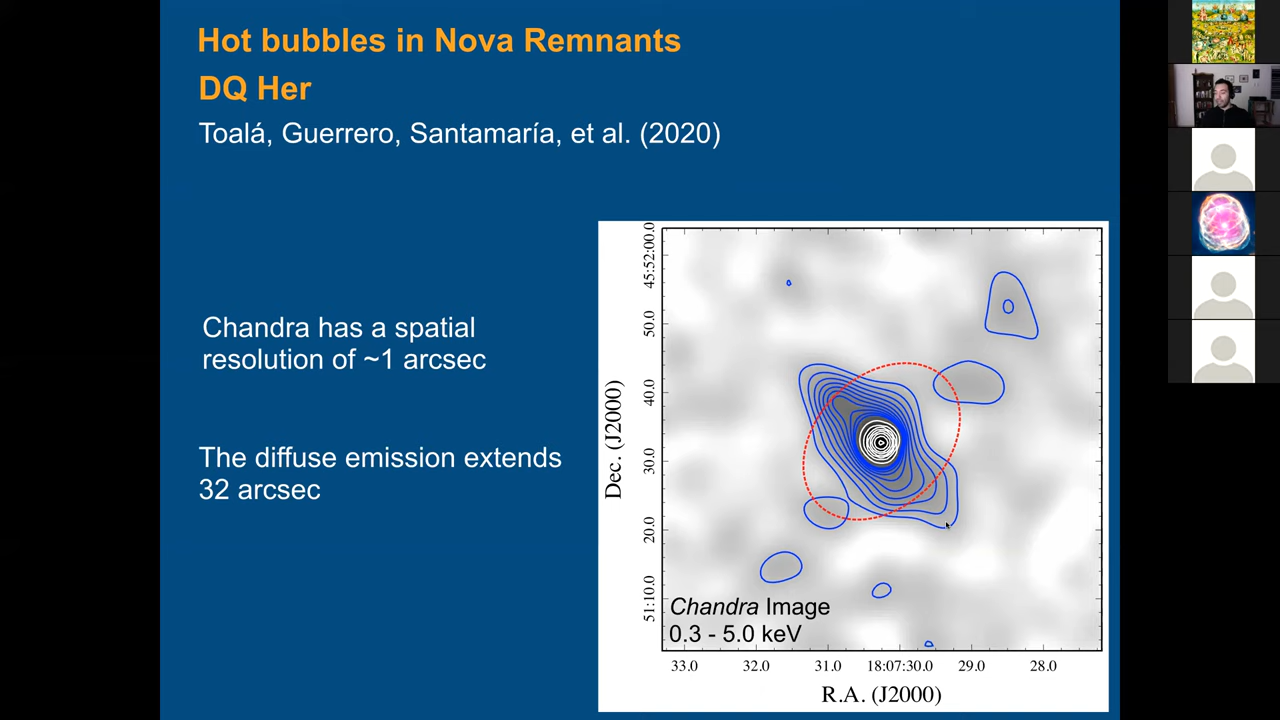 Hot bubbles in Nova Remnants
DQ Her
Toalá, Guerrero, Santamaría, et al. (2020)
Chandra has a spatial
resolution of ~1 arcsec
The diffuse emission extends
32 arcsec
Dec. (J2000)
45:52:00.0
50.0
40.0
30.0
20.0
51:10.0
Chandra Image
0.3 - 5.0 keV
33.0 32.0 31.0 18:07:30.0 29.0 28.0
R.A. (J2000)